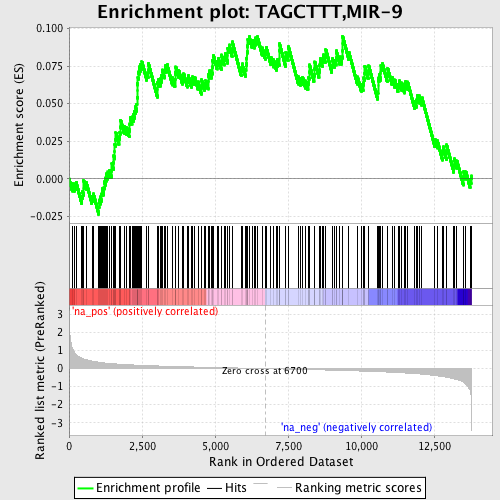 Enrichment plot: TAGCTTT,MIR-9
Enrichment score (ES)
0.100
0.075
0.050
0.025
0.000
-0.025
'na_pos' (positively correlated)
Ranked list metric (PreRanked)
3
2
1
0
-1
-2
-3
Zero cross at 6700
'na_neg' (negatively correlated)
0
2,500
5,000
7,500
10,000
12,500
Rank in Ordered Dataset
Enrichment profile
Hits
Ranking metric scores